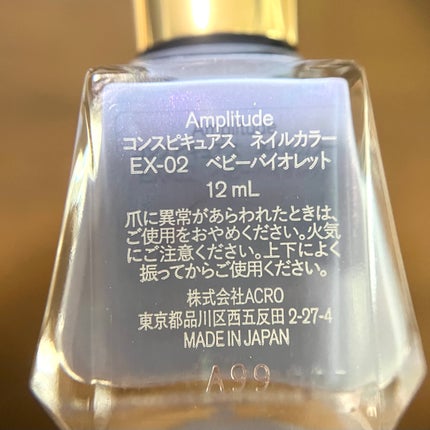 Amplitude
コンスピキュアス　ネイルカラー
EX-02　ベビーバイオレット
12 mL
爪に異常があらわれたときは、
ご使用をおやめください。火気
にご注意ください。上下によく
振ってからご使用ください。
株式会社ACRO
東京都品川区西五反田 2-27-4
MADE IN JAPAN
A99